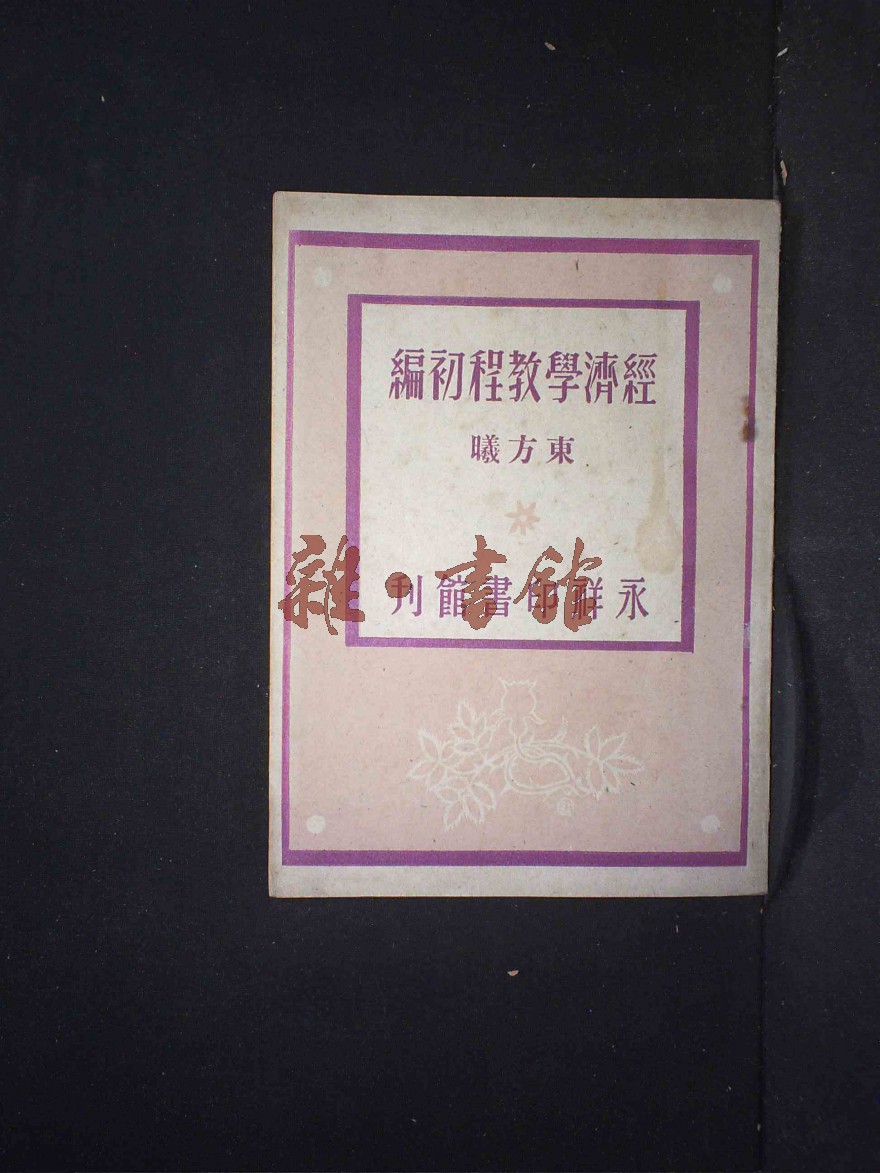 經濟學教程初編
東方曦
永祥印書館刊
雜·書館